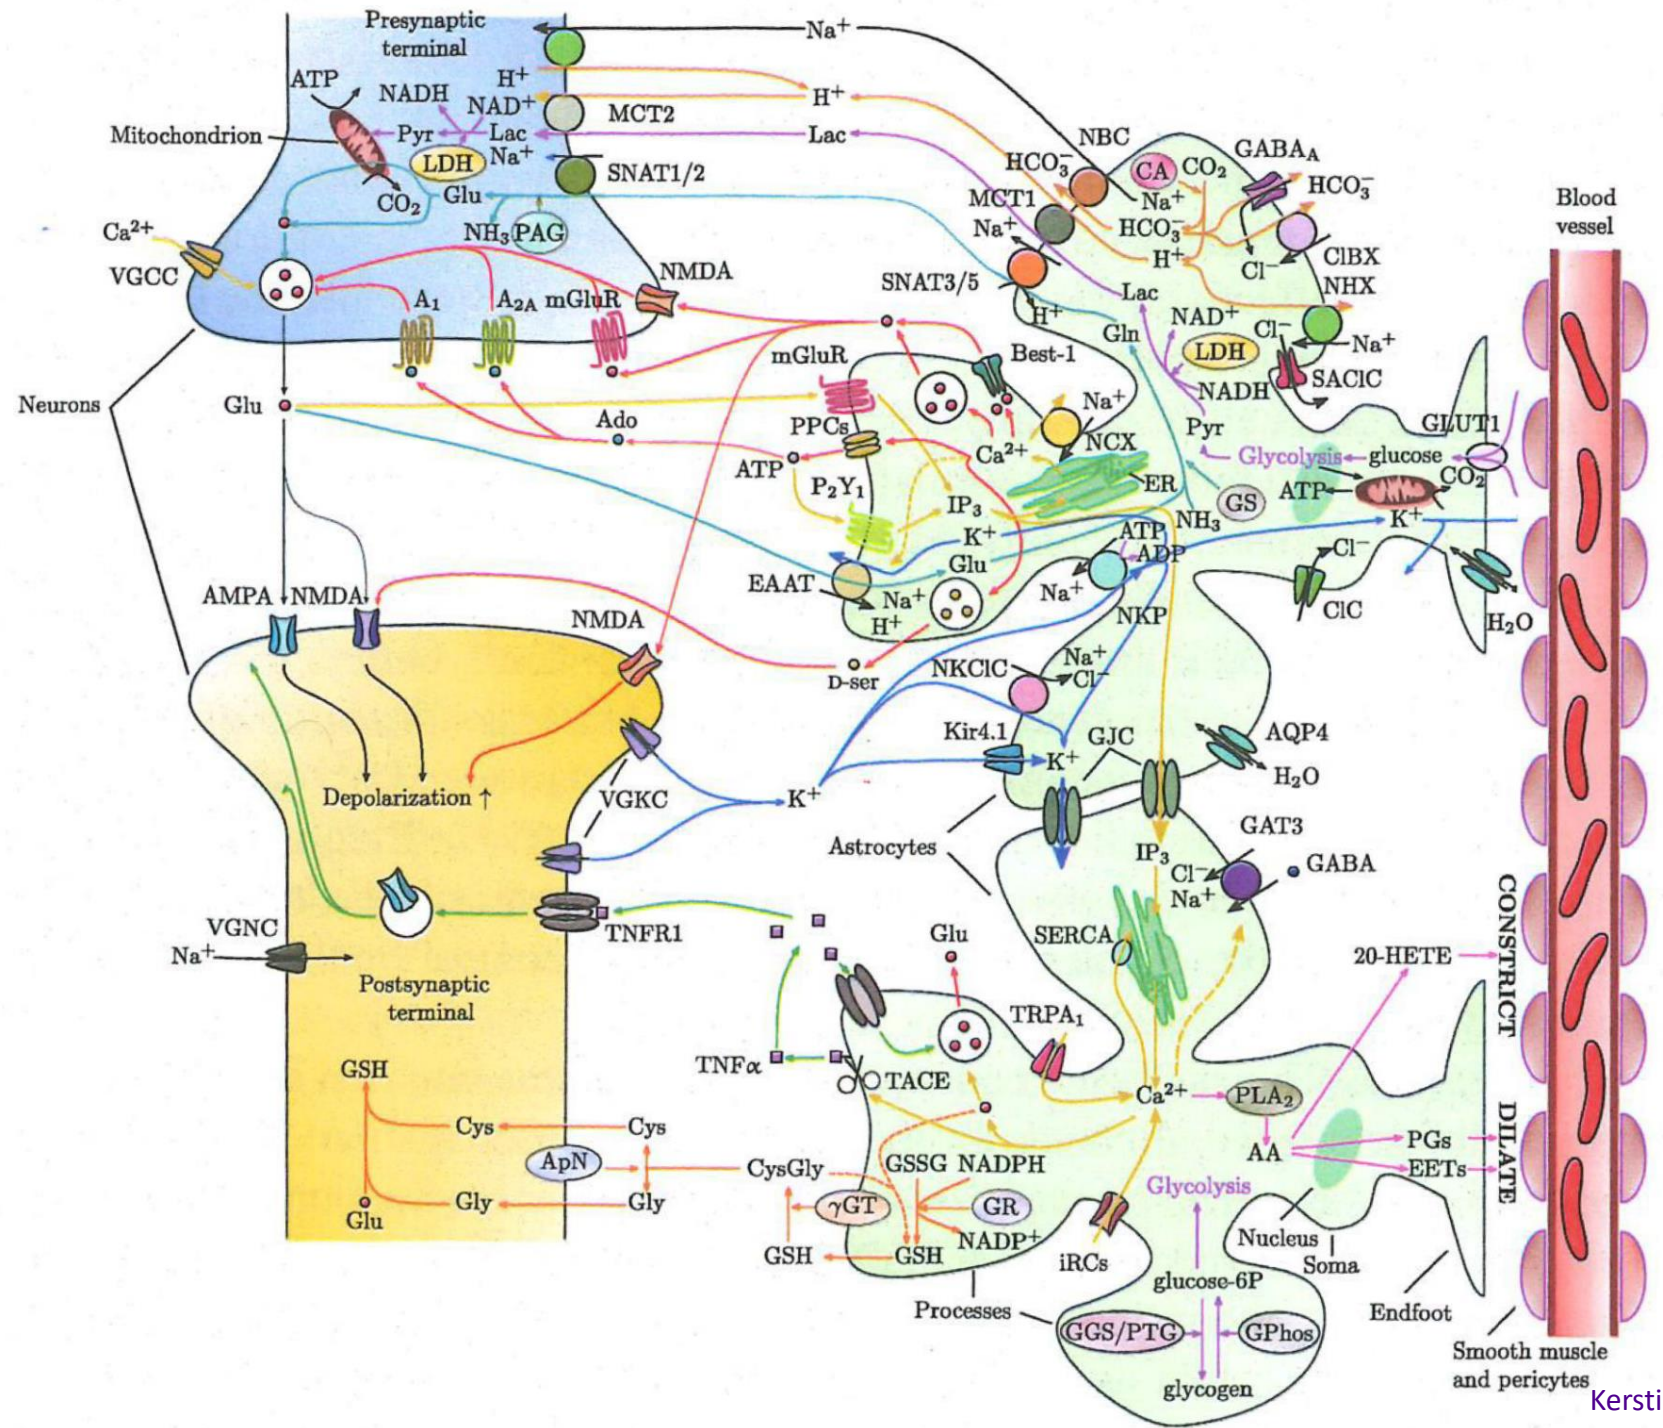 Presynaptic
terminal
Na⁺
ATP
NADH
H⁺
NAD⁺
H⁺
MCT2
Mitochondrion
Pyr
Lac
Lac
LDH
Na⁺
SNAT1/2
CO₂
Glu
NH₃
PAG
Ca²⁺
VGCC
A₁
A₂A
mGluR
NMDA
NBC
HCO₃⁻
CA
CO₂
GABA_A
HCO₃⁻
MCT1
Na⁺
Na⁺
HCO₃⁻
H⁺
Cl⁻
ClBX
SNAT3/5
H⁺
Lac
NHX
Gln
NAD⁺
Cl⁻
Na⁺
LDH
NADH
SAClC
Blood
vessel
mGluR
Best-1
Neurons
Glu
Ado
PPCs
Na⁺
NCX
Ca²⁺
Pyr
GLUT1
Glycolysis
glucose
CO₂
ATP
ATP
P₂Y₁
ER
IP₃
GS
NH₃
K⁺
K⁺
ATP
ADP
Glu
EAAT
Na⁺
H⁺
Na⁺
NKP
Cl⁻
ClC
H₂O
AMPA
NMDA
NMDA
D-ser
NKClC
Na⁺
Cl⁻
Kir4.1
K⁺
GJC
AQP4
H₂O
Depolarization ↑
VGKC
K⁺
Astrocytes
IP₃
GAT3
Cl⁻
Na⁺
GABA
VGNC
Na⁺
TNFR1
Glu
SERCA
20-HETE
CONSTRICT
Postsynaptic
terminal
TRPA₁
TNFα
TACE
Ca²⁺
PLA₂
DILATE
GSH
Cys
Cys
AA
PGs
EETs
ApN
CysGly
GSSG
NADPH
Glycolysis
Gly
Gly
γGT
GR
Glu
GSH
GSH
NADP⁺
iRCs
Nucleus
Soma
glucose-6P
Processes
Endfoot
GGS/PTG
GPhos
glycogen
Smooth muscle
and pericytes
Kersti